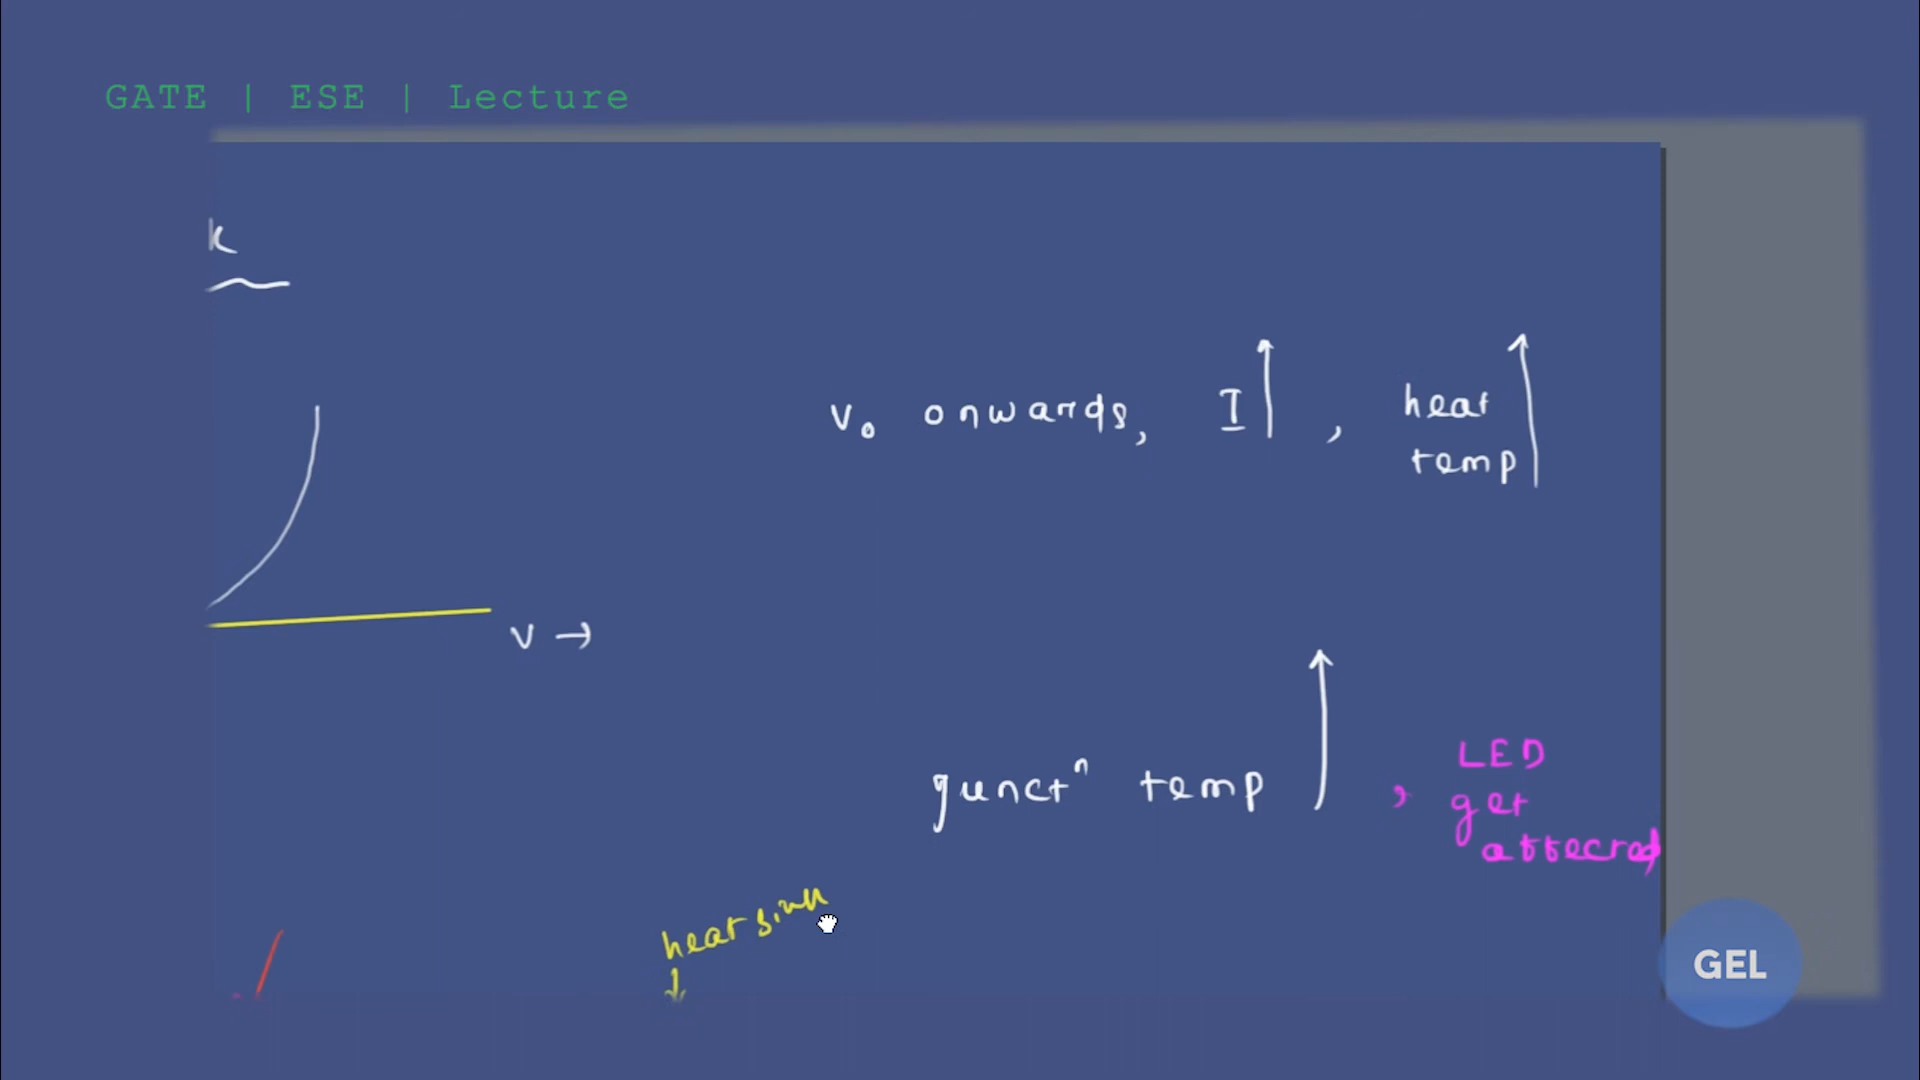 GATE | ESE | Lecture
k
V₀ onwards, I↑, heat
temp ↑
V →
junctⁿ temp ↑, LED
get
affected
heat sink
GEL